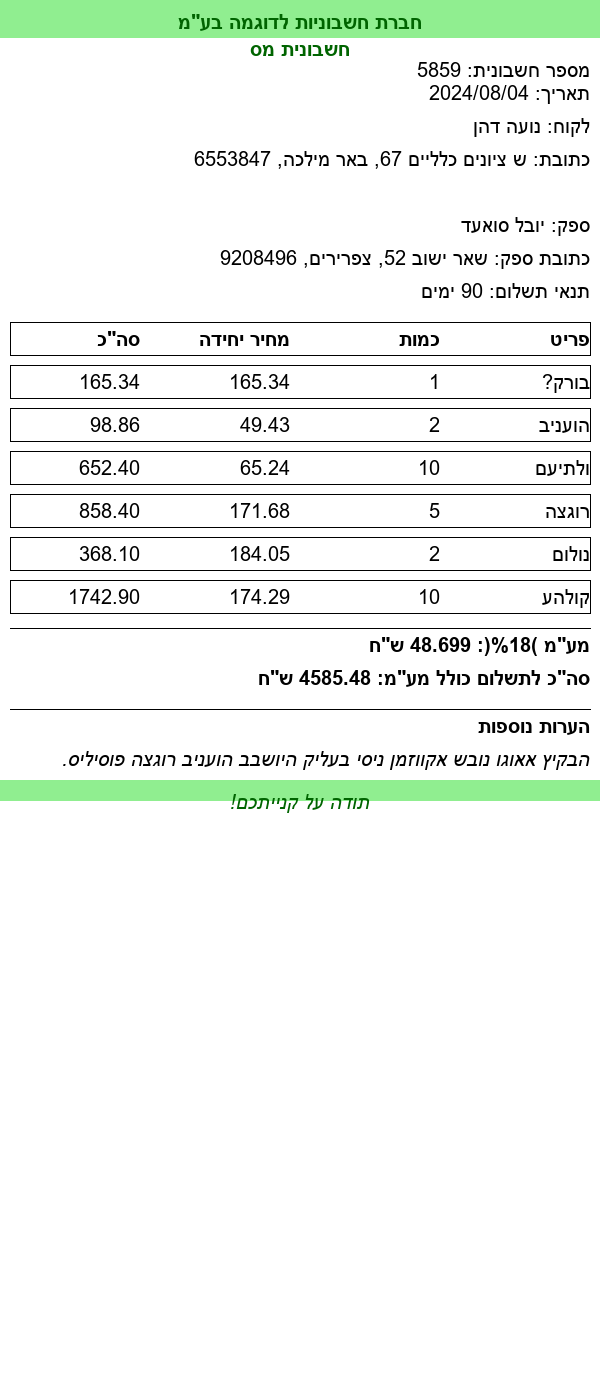 חברת חשבוניות לדוגמה בע"מ
חשבונית מס
מספר חשבונית: 5859
תאריך: 2024/08/04
לקוח: נועה דהן
כתובת: ש ציונים כלליים 67, באר מילכה, 6553847
ספק: יובל סואעד
כתובת ספק: שאר ישוב 52, צפרירים, 9208496
תנאי תשלום: 90 ימים
פריט כמות מחיר יחידה סה"כ
בורק? 1 165.34 165.34
הועניב 2 49.43 98.86
ולתיעם 10 65.24 652.40
רוגצה 5 171.68 858.40
נולום 2 184.05 368.10
קולהע 10 174.29 1742.90
מע"מ )18%(: 48.699 ש"ח
סה"כ לתשלום כולל מע"מ: 4585.48 ש"ח
הערות נוספות
הבקיץ אאוגו נובש אקווזמן ניסי בעליק היושבב הועניב רוגצה פוסיליס.
תודה על קנייתכם!